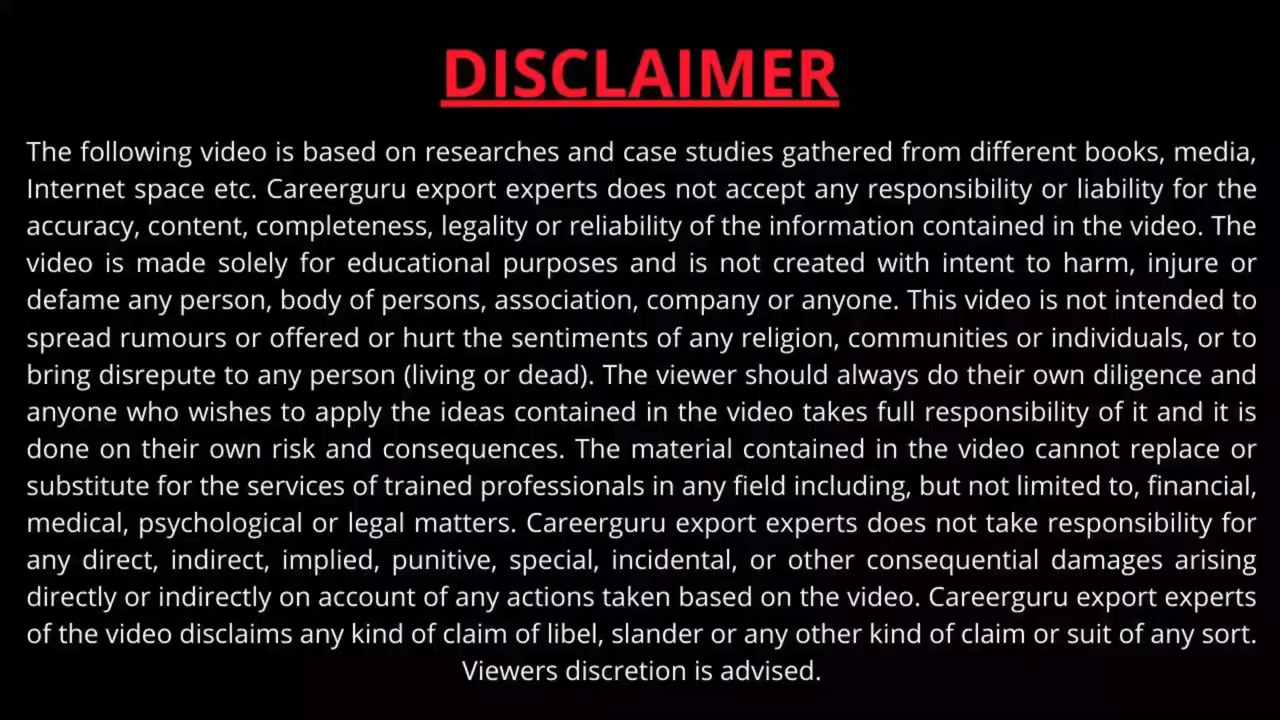 DISCLAIMER
The following video is based on researches and case studies gathered from different books, media,
Internet space etc. Careerguru export experts does not accept any responsibility or liability for the
accuracy, content, completeness, legality or reliability of the information contained in the video. The
video is made solely for educational purposes and is not created with intent to harm, injure or
defame any person, body of persons, association, company or anyone. This video is not intended to
spread rumours or offered or hurt the sentiments of any religion, communities or individuals, or to
bring disrepute to any person (living or dead). The viewer should always do their own diligence and
anyone who wishes to apply the ideas contained in the video takes full responsibility of it and it is
done on their own risk and consequences. The material contained in the video cannot replace or
substitute for the services of trained professionals in any field including, but not limited to, financial,
medical, psychological or legal matters. Careerguru export experts does not take responsibility for
any direct, indirect, implied, punitive, special, incidental, or other consequential damages arising
directly or indirectly on account of any actions taken based on the video. Careerguru export experts
of the video disclaims any kind of claim of libel, slander or any other kind of claim or suit of any sort.
Viewers discretion is advised.